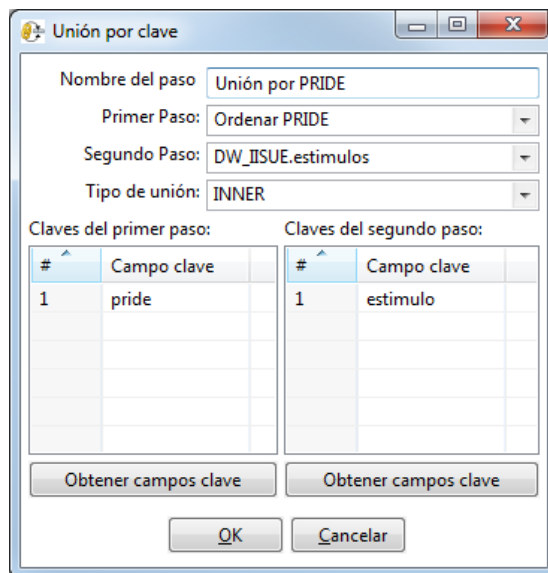 Unión por clave
Nombre del paso Unión por PRIDE
Primer Paso: Ordenar PRIDE
Segundo Paso: DW_IISUE.estimulos
Tipo de unión: INNER
Claves del primer paso: Claves del segundo paso:
# Campo clave # Campo clave
1 pride 1 estimulo
Obtener campos clave Obtener campos clave
OK Cancelar